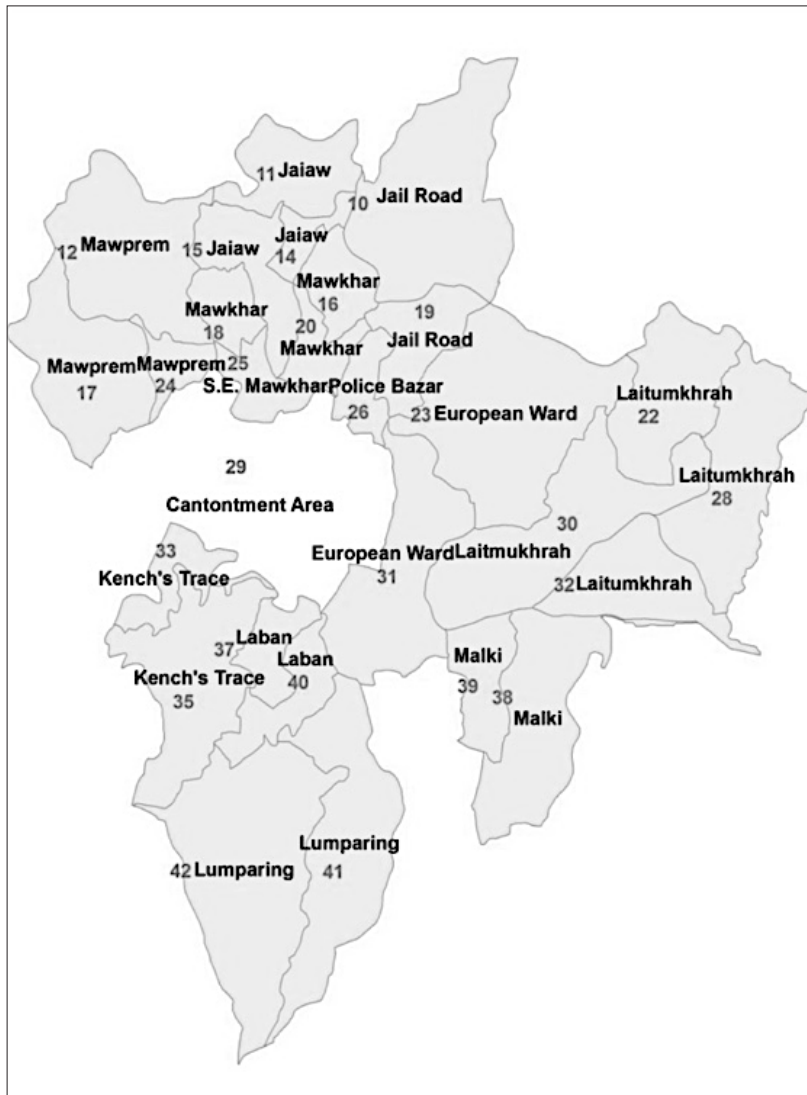 11 Jaiaw
10 Jail Road
12 Mawprem
15 Jaiaw
Jaiaw
14
Mawkhar
16
Mawkhar
18
19
Jail Road
20
Mawkhar
Mawprem
17
Mawprem
24
25
S.E. Mawkhar
Police Bazar
26
23 European Ward
Laitumkhrah
22
Laitumkhrah
28
29
Cantontment Area
30
Laitmukhrah
European Ward
31
32 Laitumkhrah
33
Kench's Trace
37
Laban
Laban
40
Kench's Trace
35
Malki
39
38
Malki
Lumparing
41
42 Lumparing